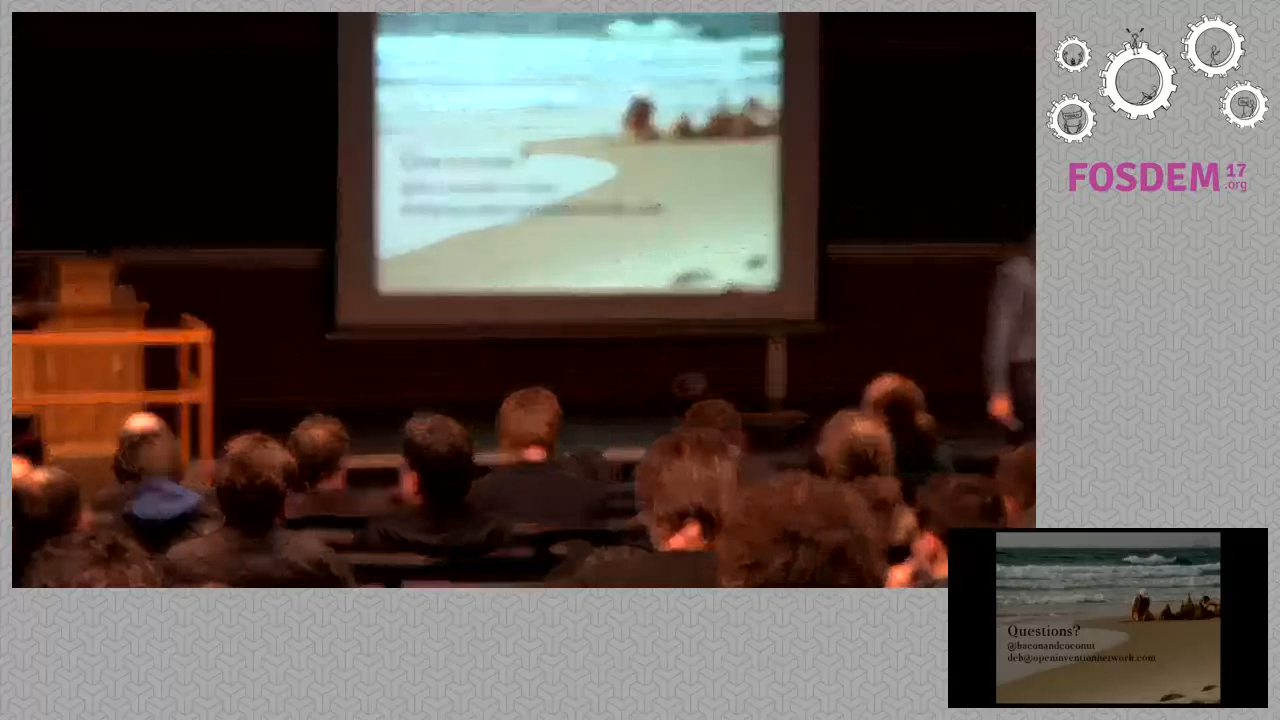 FOSDEM 17
.org
Questions?
@baconandcoconut
deb@openinventionnetwork.com